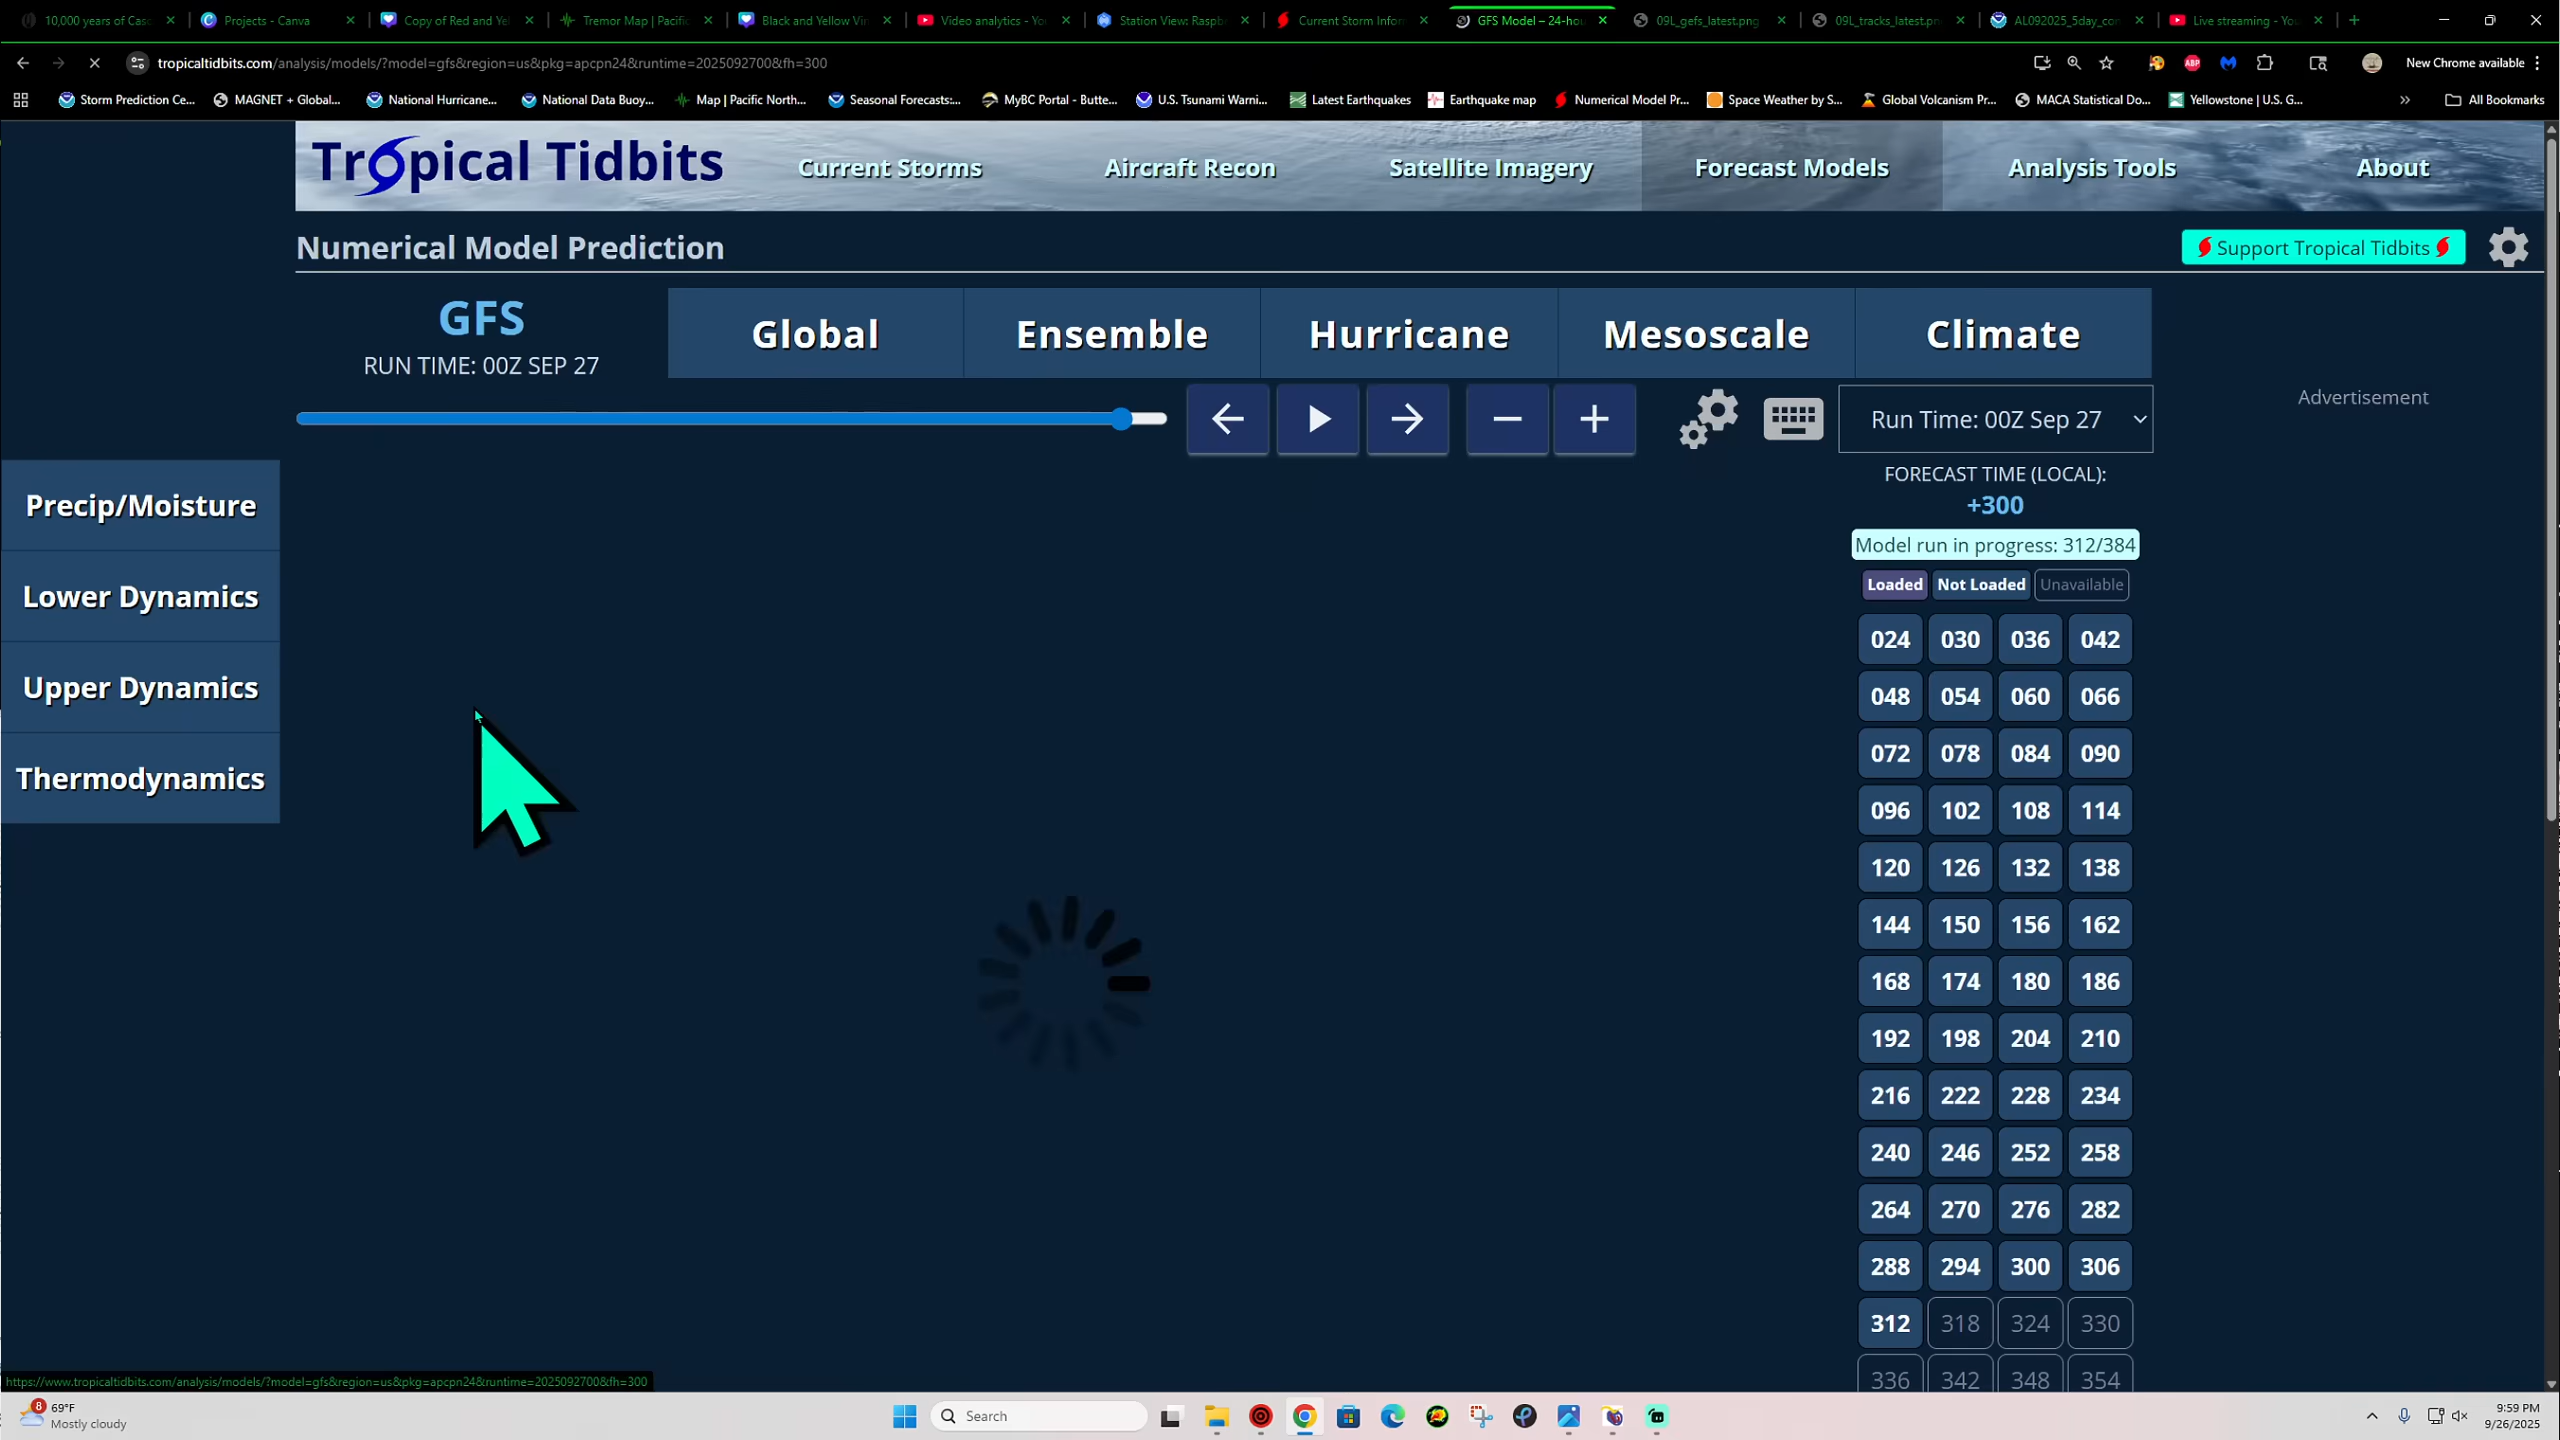 10,000 years of Casc
Projects - Canva
Copy of Red and Yel
Tremor Map | Pacific
Black and Yellow Vin
Video analytics - Yo
Station View: Raspb
Current Storm Infor
GFS Model – 24-hou
09L_gefs_latest.png
09L_tracks_latest.pn
AL092025_5day_co
Live streaming - You
tropicaltidbits.com/analysis/models/?model=gfs&region=us&pkg=apcpn24&runtime=2025092700&fh=300
ABP
New Chrome available
Storm Prediction Ce...
MAGNET + Global...
National Hurricane...
National Data Buoy...
Map | Pacific North...
Seasonal Forecasts:...
MyBC Portal - Butte...
U.S. Tsunami Warni...
Latest Earthquakes
Earthquake map
Numerical Model Pr...
Space Weather by S...
Global Volcanism Pr...
MACA Statistical Do...
Yellowstone | U.S. G...
All Bookmarks
Tropical Tidbits
Current Storms
Aircraft Recon
Satellite Imagery
Forecast Models
Analysis Tools
About
Numerical Model Prediction
Support Tropical Tidbits
GFS
RUN TIME: 00Z SEP 27
Global
Ensemble
Hurricane
Mesoscale
Climate
Run Time: 00Z Sep 27
Advertisement
FORECAST TIME (LOCAL):
+300
Model run in progress: 312/384
Loaded Not Loaded Unavailable
Precip/Moisture
Lower Dynamics
Upper Dynamics
Thermodynamics
024 030 036 042
048 054 060 066
072 078 084 090
096 102 108 114
120 126 132 138
144 150 156 162
168 174 180 186
192 198 204 210
216 222 228 234
240 246 252 258
264 270 276 282
288 294 300 306
312 318 324 330
336 342 348 354
https://www.tropicaltidbits.com/analysis/models/?model=gfs&region=us&pkg=apcpn24&runtime=2025092700&fh=300
8
69°F
Mostly cloudy
Search
9:59 PM
9/26/2025